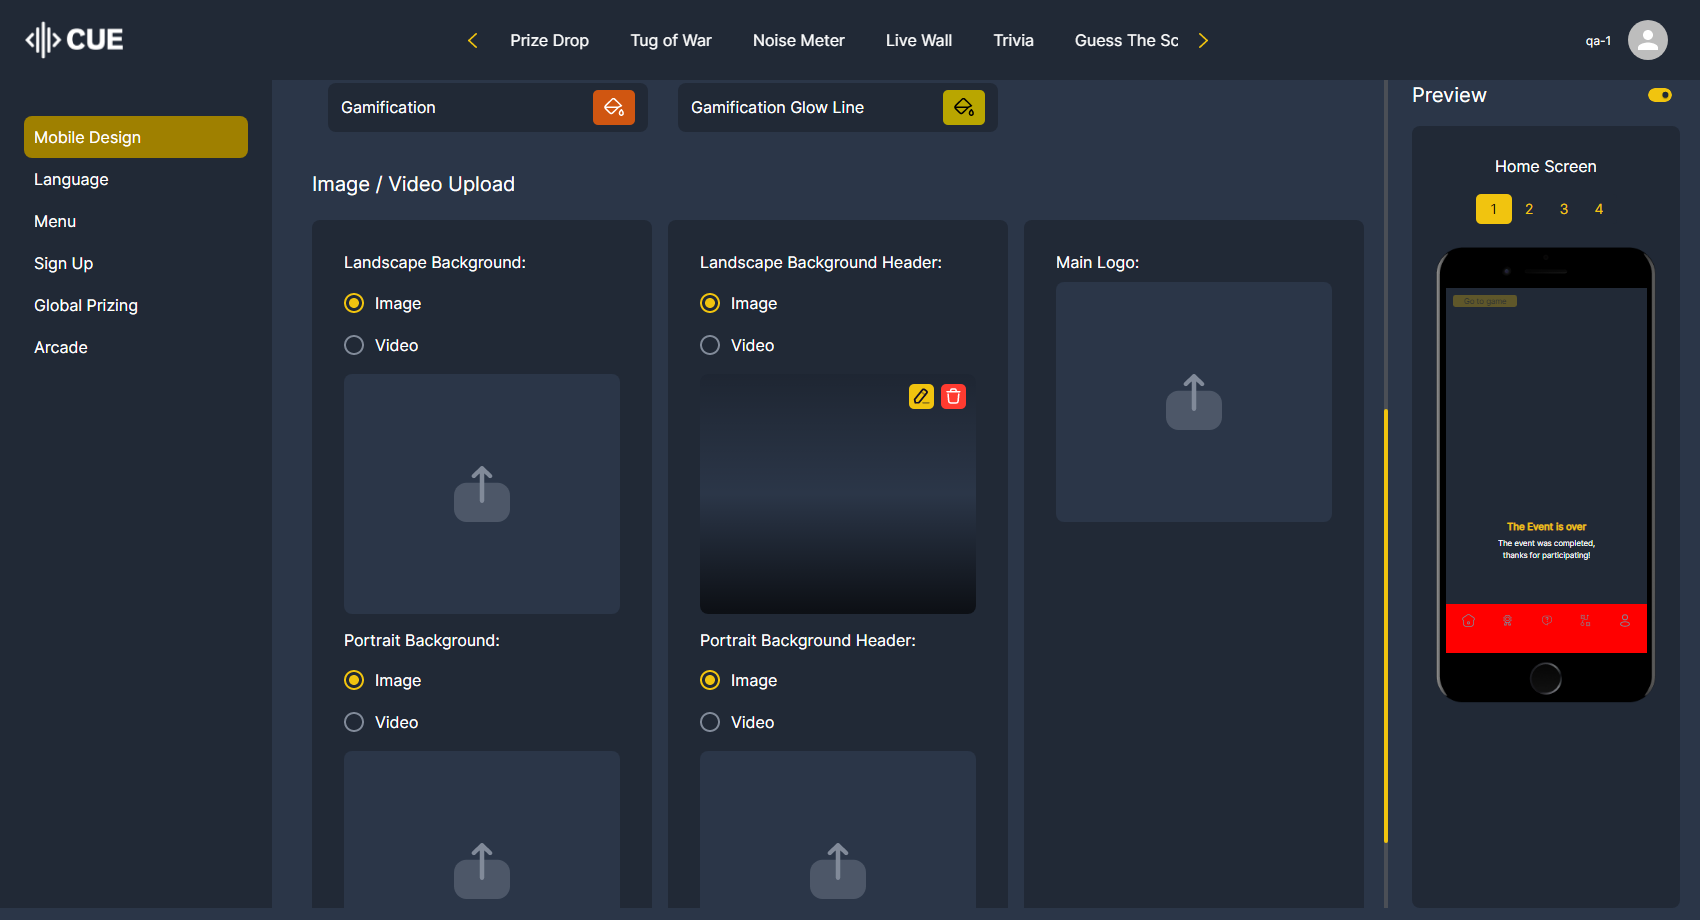 CUE
Prize Drop
Tug of War
Noise Meter
Live Wall
Trivia
Guess The Sc
qa-1
Mobile Design
Language
Menu
Sign Up
Global Prizing
Arcade
Gamification
Gamification Glow Line
Image / Video Upload
Landscape Background:
Image
Video
Portrait Background:
Image
Video
Landscape Background Header:
Image
Video
Portrait Background Header:
Image
Video
Main Logo:
Preview
Home Screen
1 2 3 4
Go to game
The Event is over
The event was completed,
thanks for participating!